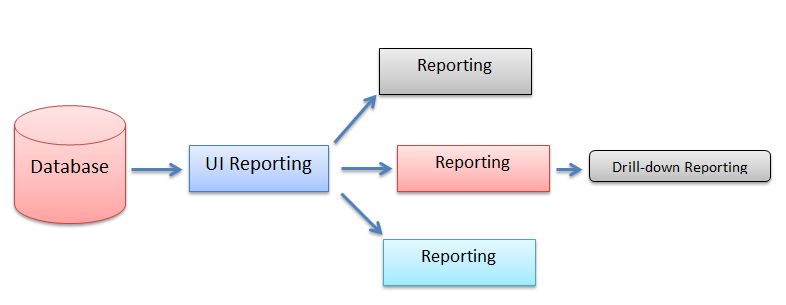 Database
UI Reporting
Reporting
Reporting
Reporting
Drill-down Reporting